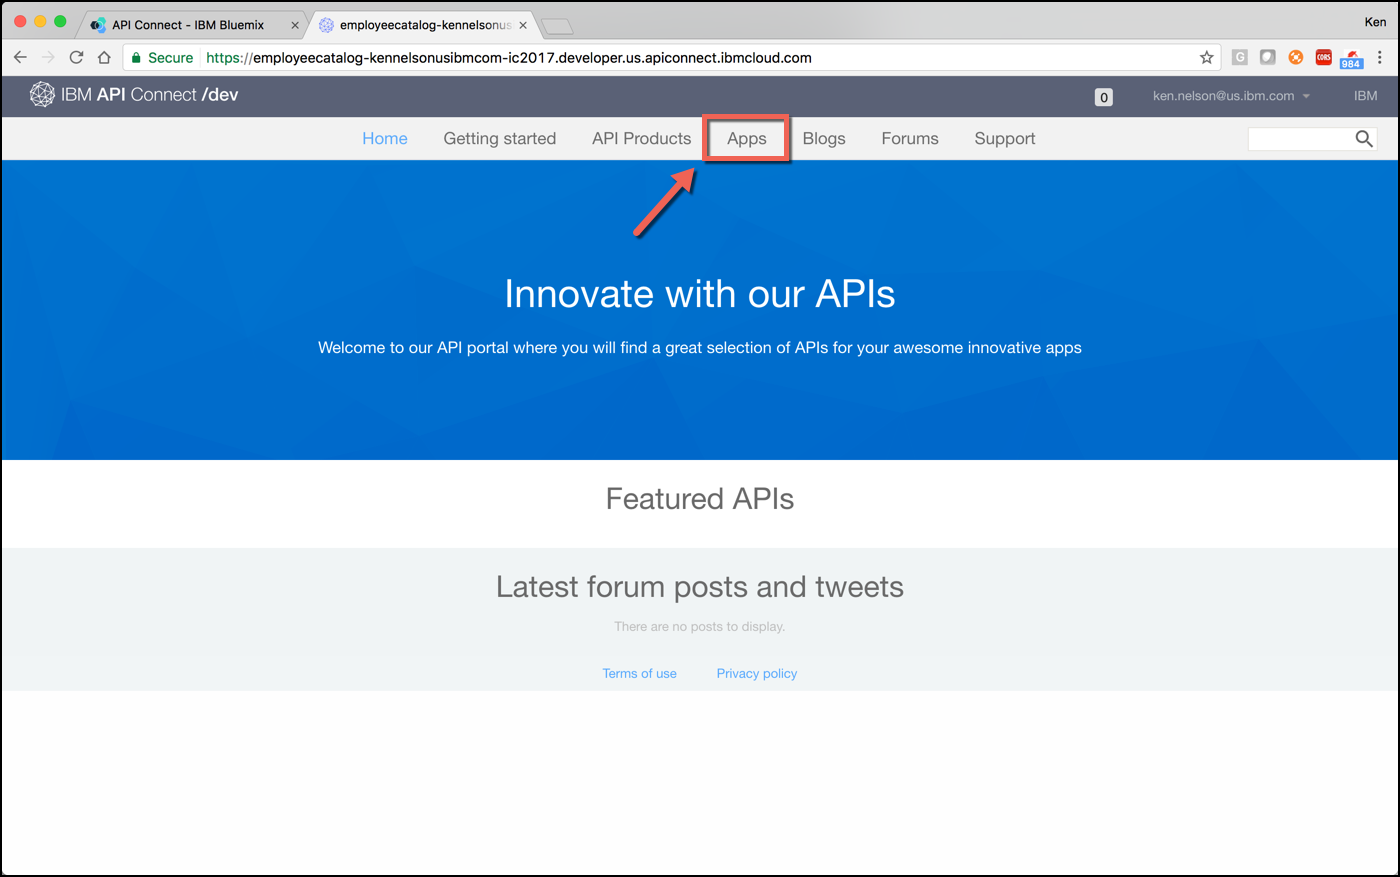 API Connect - IBM Bluemix
employeecatalog-kennelsonus
Ken
Secure
https://employeecatalog-kennelsonusibmcom-ic2017.developer.us.apiconnect.ibmcloud.com
G
CORS
984
IBM API Connect /dev
0
ken.nelson@us.ibm.com
IBM
Home
Getting started
API Products
Apps
Blogs
Forums
Support
Innovate with our APIs
Welcome to our API portal where you will find a great selection of APIs for your awesome innovative apps
Featured APIs
Latest forum posts and tweets
There are no posts to display.
Terms of use
Privacy policy